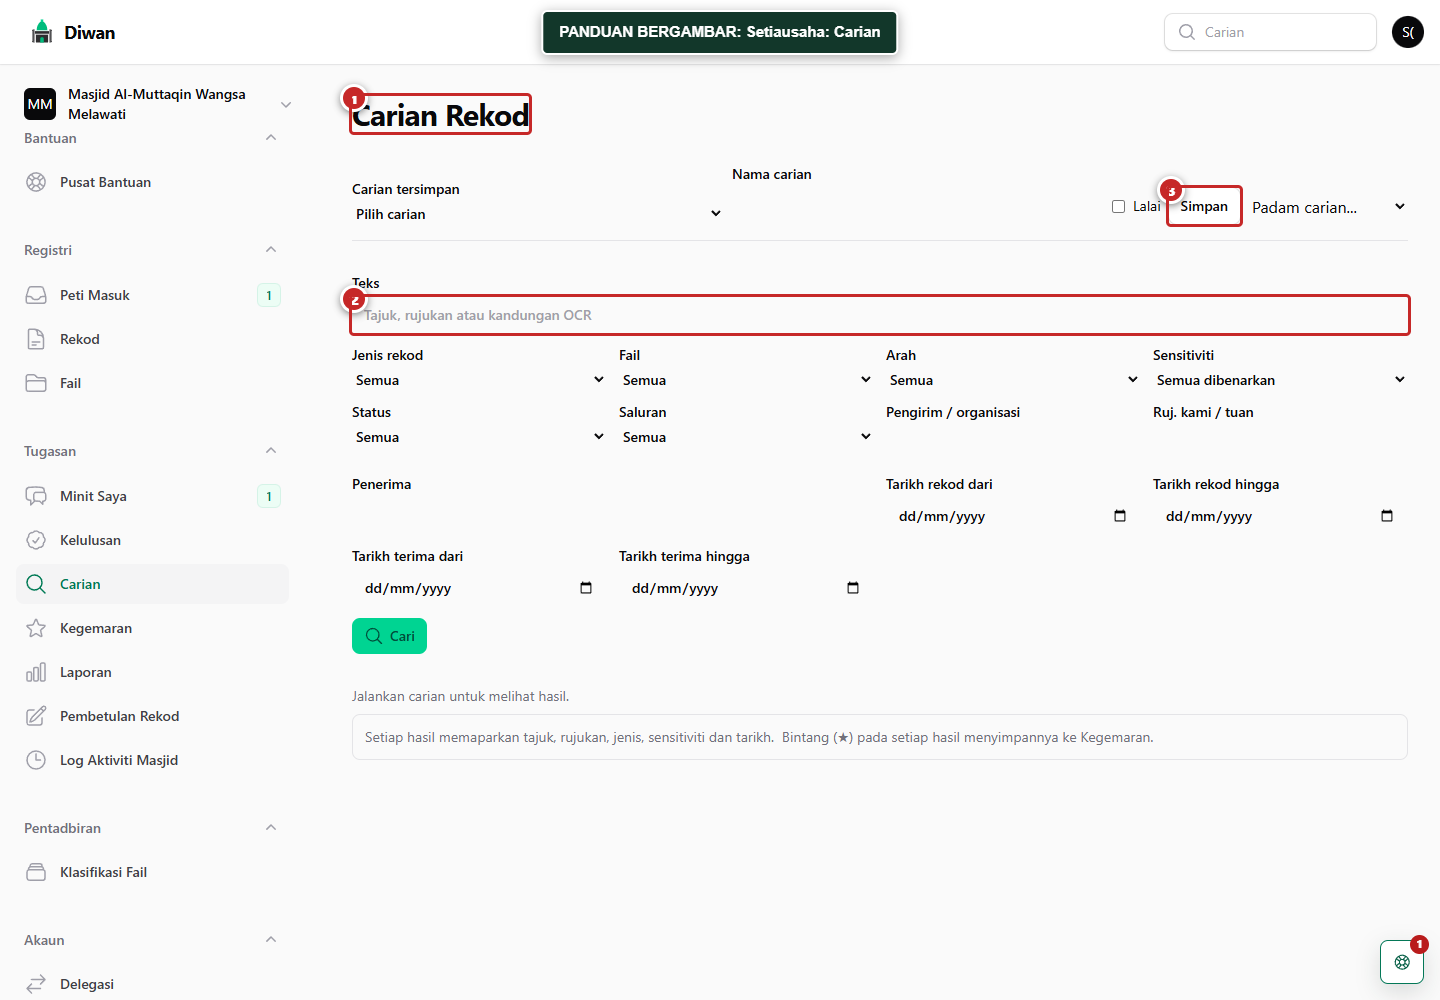 Diwan
PANDUAN BERGAMBAR: Setiausaha: Carian
Carian
S(
MM
Masjid Al-Muttaqin Wangsa
Melawati
Bantuan
Pusat Bantuan
Registri
Peti Masuk
1
Rekod
Fail
Tugasan
Minit Saya
1
Kelulusan
Carian
Kegemaran
Laporan
Pembetulan Rekod
Log Aktiviti Masjid
Pentadbiran
Klasifikasi Fail
Akaun
Delegasi
1
Carian Rekod
Carian tersimpan
Pilih carian
Nama carian
Lalai
3
Simpan
Padam carian...
Teks
2
Tajuk, rujukan atau kandungan OCR
Jenis rekod
Semua
Fail
Semua
Arah
Semua
Sensitiviti
Semua dibenarkan
Status
Semua
Saluran
Semua
Pengirim / organisasi
Ruj. kami / tuan
Penerima
Tarikh rekod dari
dd/mm/yyyy
Tarikh rekod hingga
dd/mm/yyyy
Tarikh terima dari
dd/mm/yyyy
Tarikh terima hingga
dd/mm/yyyy
Cari
Jalankan carian untuk melihat hasil.
Setiap hasil memaparkan tajuk, rujukan, jenis, sensitiviti dan tarikh. Bintang (★) pada setiap hasil menyimpannya ke Kegemaran.
1